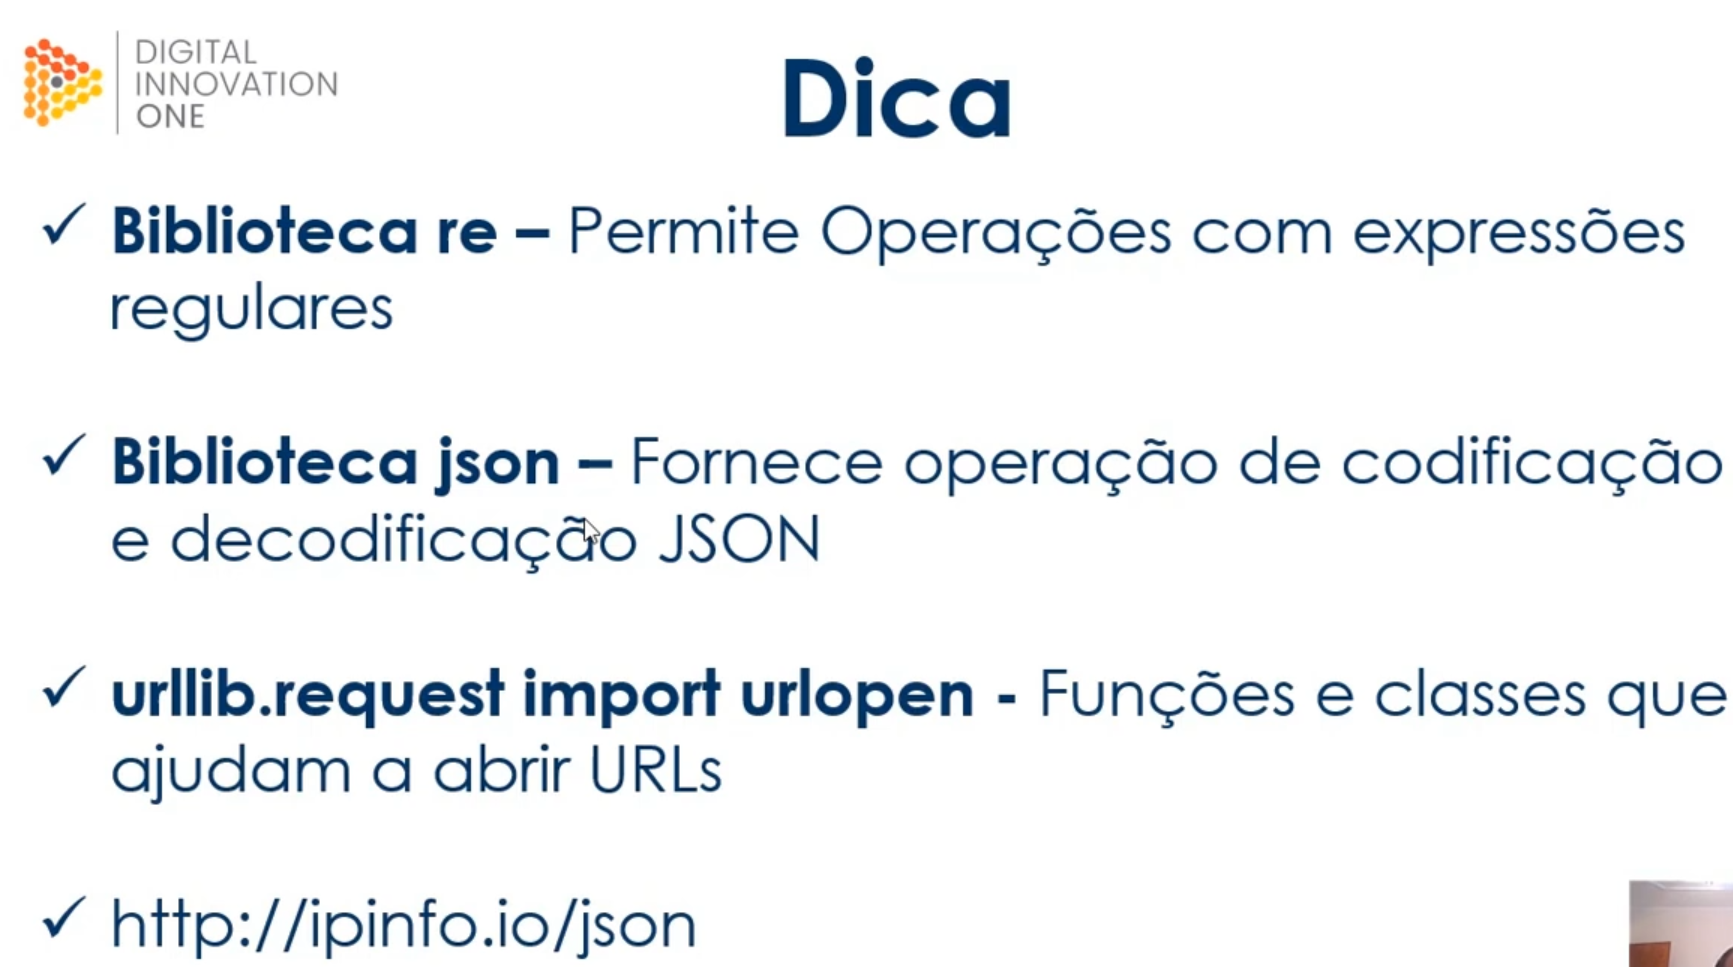 DIGITAL
INNOVATION
ONE
Dica
✓ Biblioteca re – Permite Operações com expressões
regulares
✓ Biblioteca json – Fornece operação de codificação
e decodificação JSON
✓ urllib.request import urlopen - Funções e classes que
ajudam a abrir URLs
✓ http://ipinfo.io/json